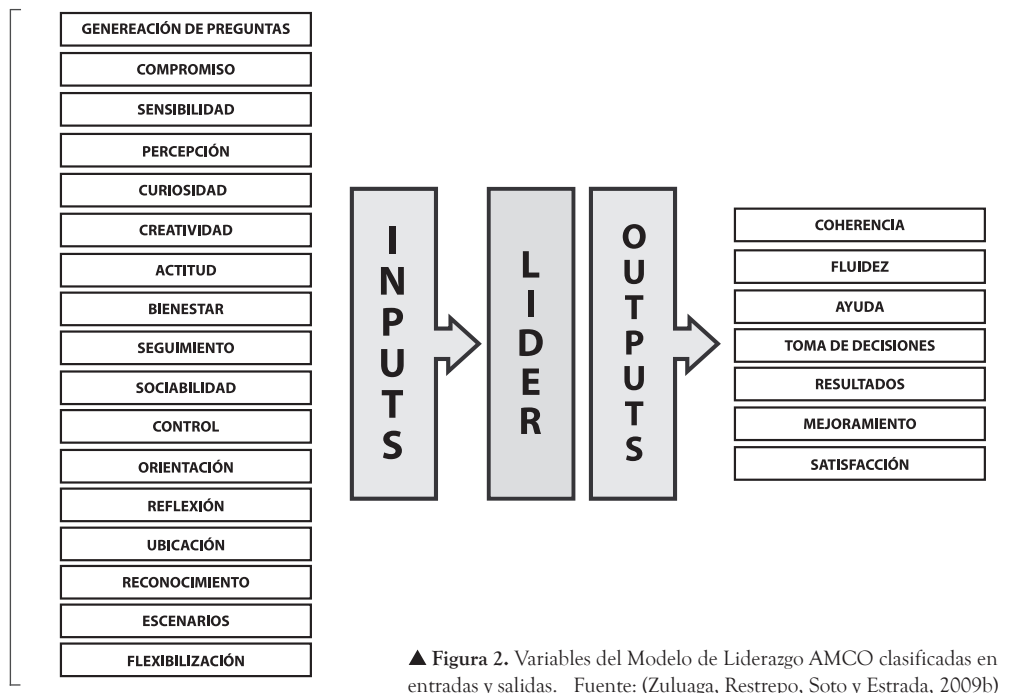 GENEREACIÓN DE PREGUNTAS
COMPROMISO
SENSIBILIDAD
PERCEPCIÓN
CURIOSIDAD
CREATIVIDAD
ACTITUD
BIENESTAR
SEGUIMIENTO
SOCIABILIDAD
CONTROL
ORIENTACIÓN
REFLEXIÓN
UBICACIÓN
RECONOCIMIENTO
ESCENARIOS
FLEXIBILIZACIÓN
INPUTS
LIDER
OUTPUTS
COHERENCIA
FLUIDEZ
AYUDA
TOMA DE DECISIONES
RESULTADOS
MEJORAMIENTO
SATISFACCIÓN
▲ Figura 2. Variables del Modelo de Liderazgo AMCO clasificadas en
entradas y salidas. Fuente: (Zuluaga, Restrepo, Soto y Estrada, 2009b)